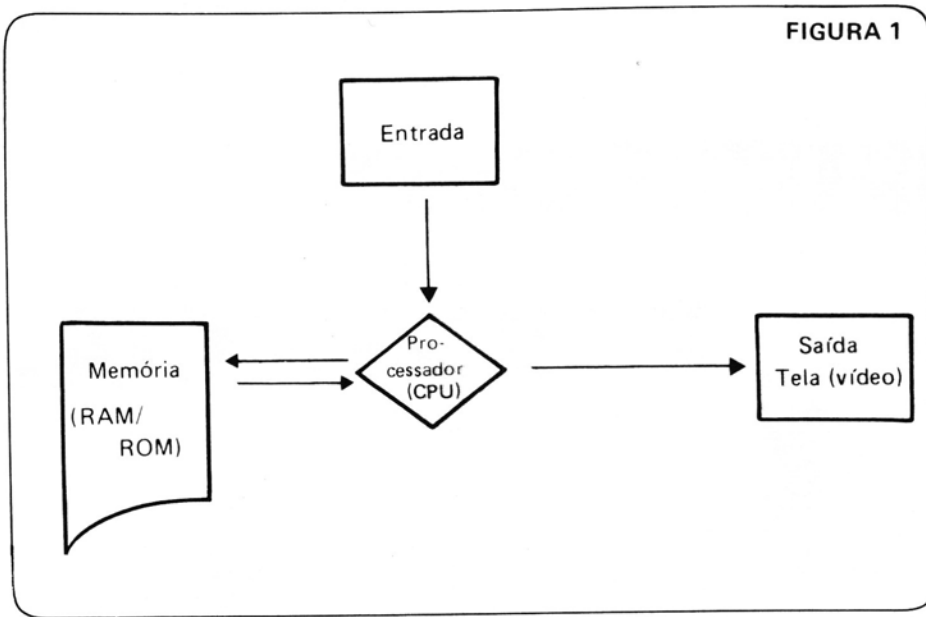 FIGURA 1
Entrada
Memória
(RAM/
ROM)
Pro-
cessador
(CPU)
Saída
Tela (vídeo)